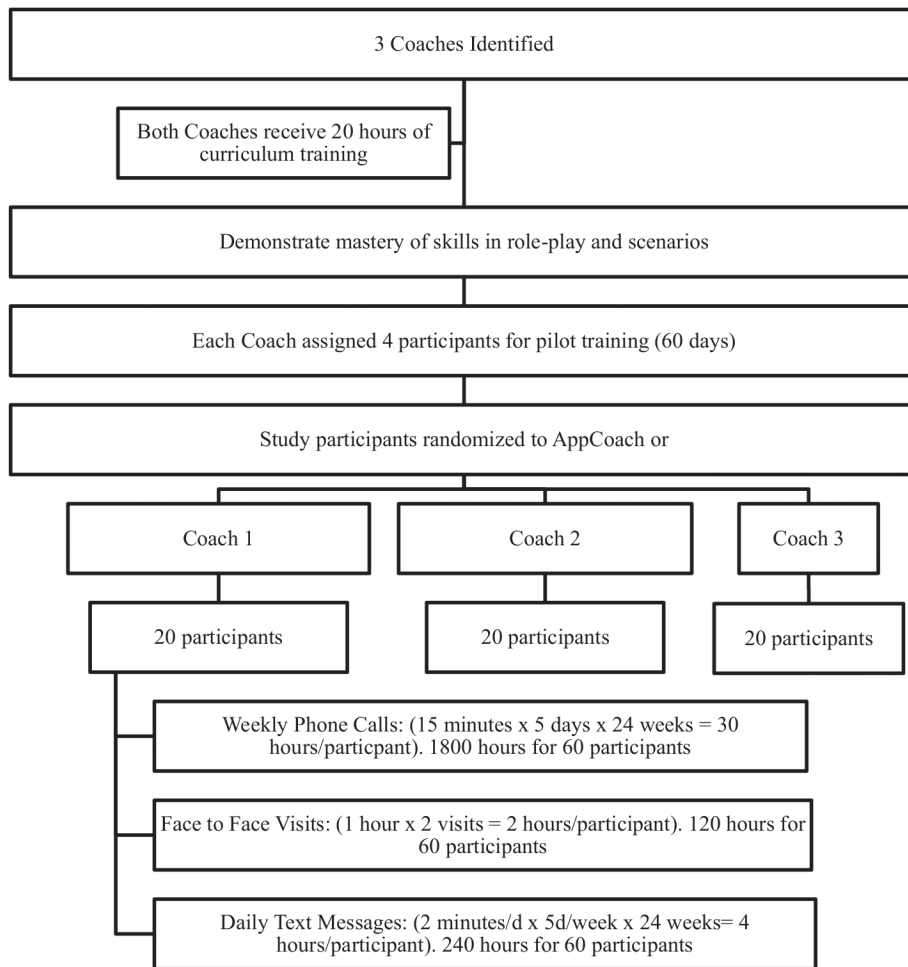 3 Coaches Identified
Both Coaches receive 20 hours of
curriculum training
Demonstrate mastery of skills in role-play and scenarios
Each Coach assigned 4 participants for pilot training (60 days)
Study participants randomized to AppCoach or
Coach 1
Coach 2
Coach 3
20 participants
20 participants
20 participants
Weekly Phone Calls: (15 minutes x 5 days x 24 weeks = 30
hours/particpant). 1800 hours for 60 participants
Face to Face Visits: (1 hour x 2 visits = 2 hours/participant). 120 hours for
60 participants
Daily Text Messages: (2 minutes/d x 5d/week x 24 weeks= 4
hours/participant). 240 hours for 60 participants